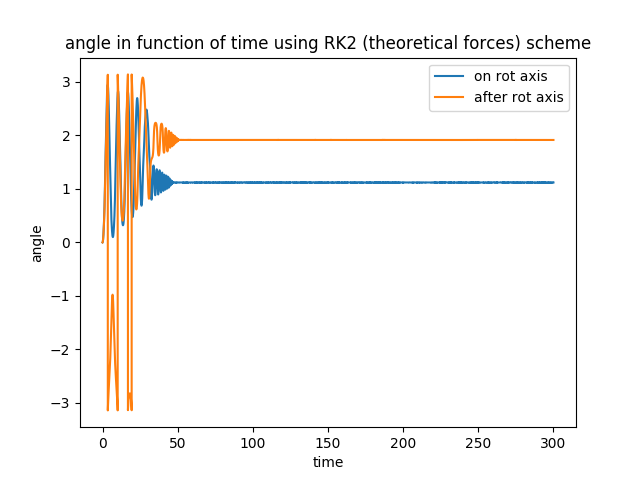 angle in function of time using RK2 (theoretical forces) scheme
on rot axis
after rot axis
3
2
1
0
−1
−2
−3
angle
0
50
100
150
200
250
300
time